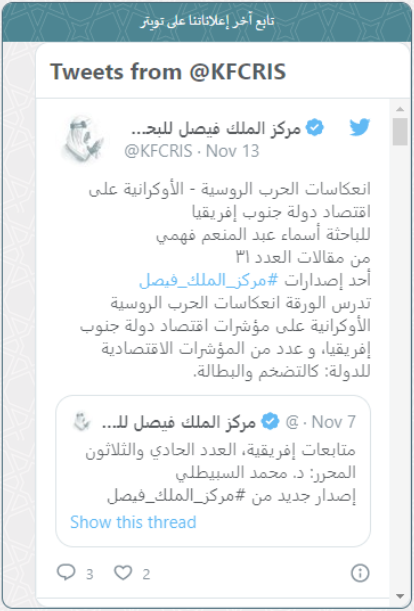 تابع آخر إعلاناتنا على تويتر
Tweets from @KFCRIS
مركز الملك فيصل للبحـ...
@KFCRIS · Nov 13
انعكاسات الحرب الروسية - الأوكرانية على
اقتصاد دولة جنوب إفريقيا
للباحثة أسماء عبد المنعم فهمي
من مقالات العدد ٣١
أحد إصدارات #مركز_الملك_فيصل
تدرس الورقة انعكاسات الحرب الروسية
الأوكرانية على مؤشرات اقتصاد دولة جنوب
إفريقيا، و عدد من المؤشرات الاقتصادية
للدولة: كالتضخم والبطالة.
مركز الملك فيصل للـ... @ · Nov 7
متابعات إفريقية، العدد الحادي والثلاثون
المحرر: د. محمد السبيطلي
إصدار جديد من #مركز_الملك_فيصل
Show this thread
3 2